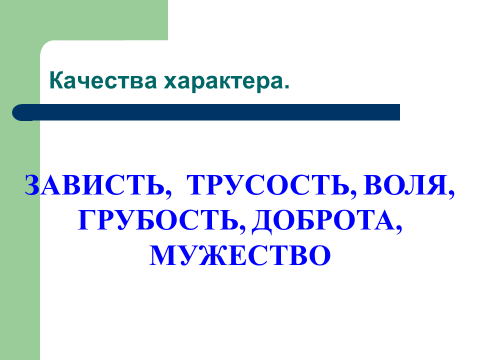 Качества характера.
ЗАВИСТЬ, ТРУСОСТЬ, ВОЛЯ,
ГРУБОСТЬ, ДОБРОТА,
МУЖЕСТВО